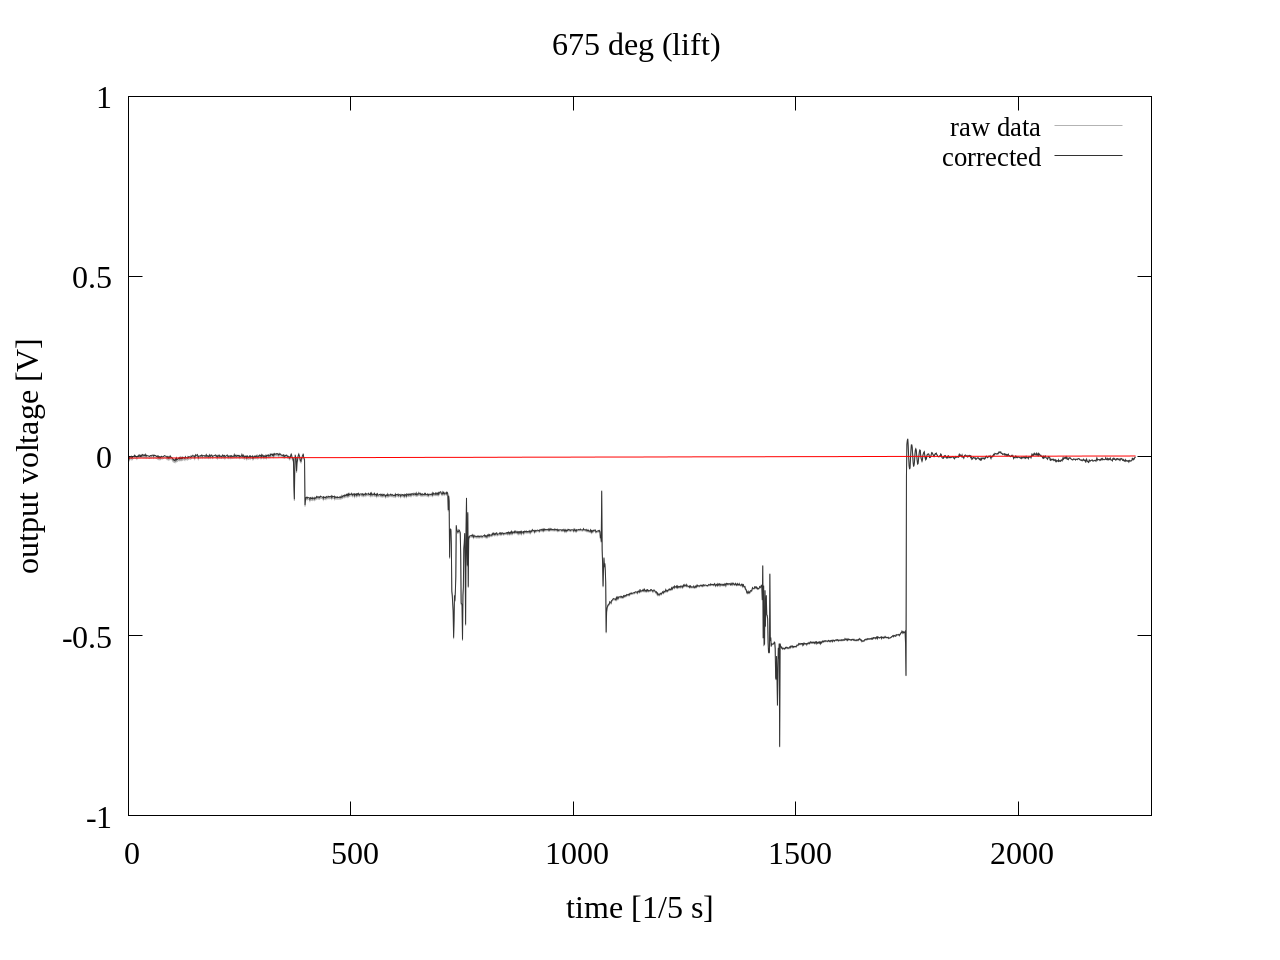 675 deg (lift)
1
raw data
corrected
0.5
0
-0.5
-1
output voltage [V]
0 500 1000 1500 2000
time [1/5 s]